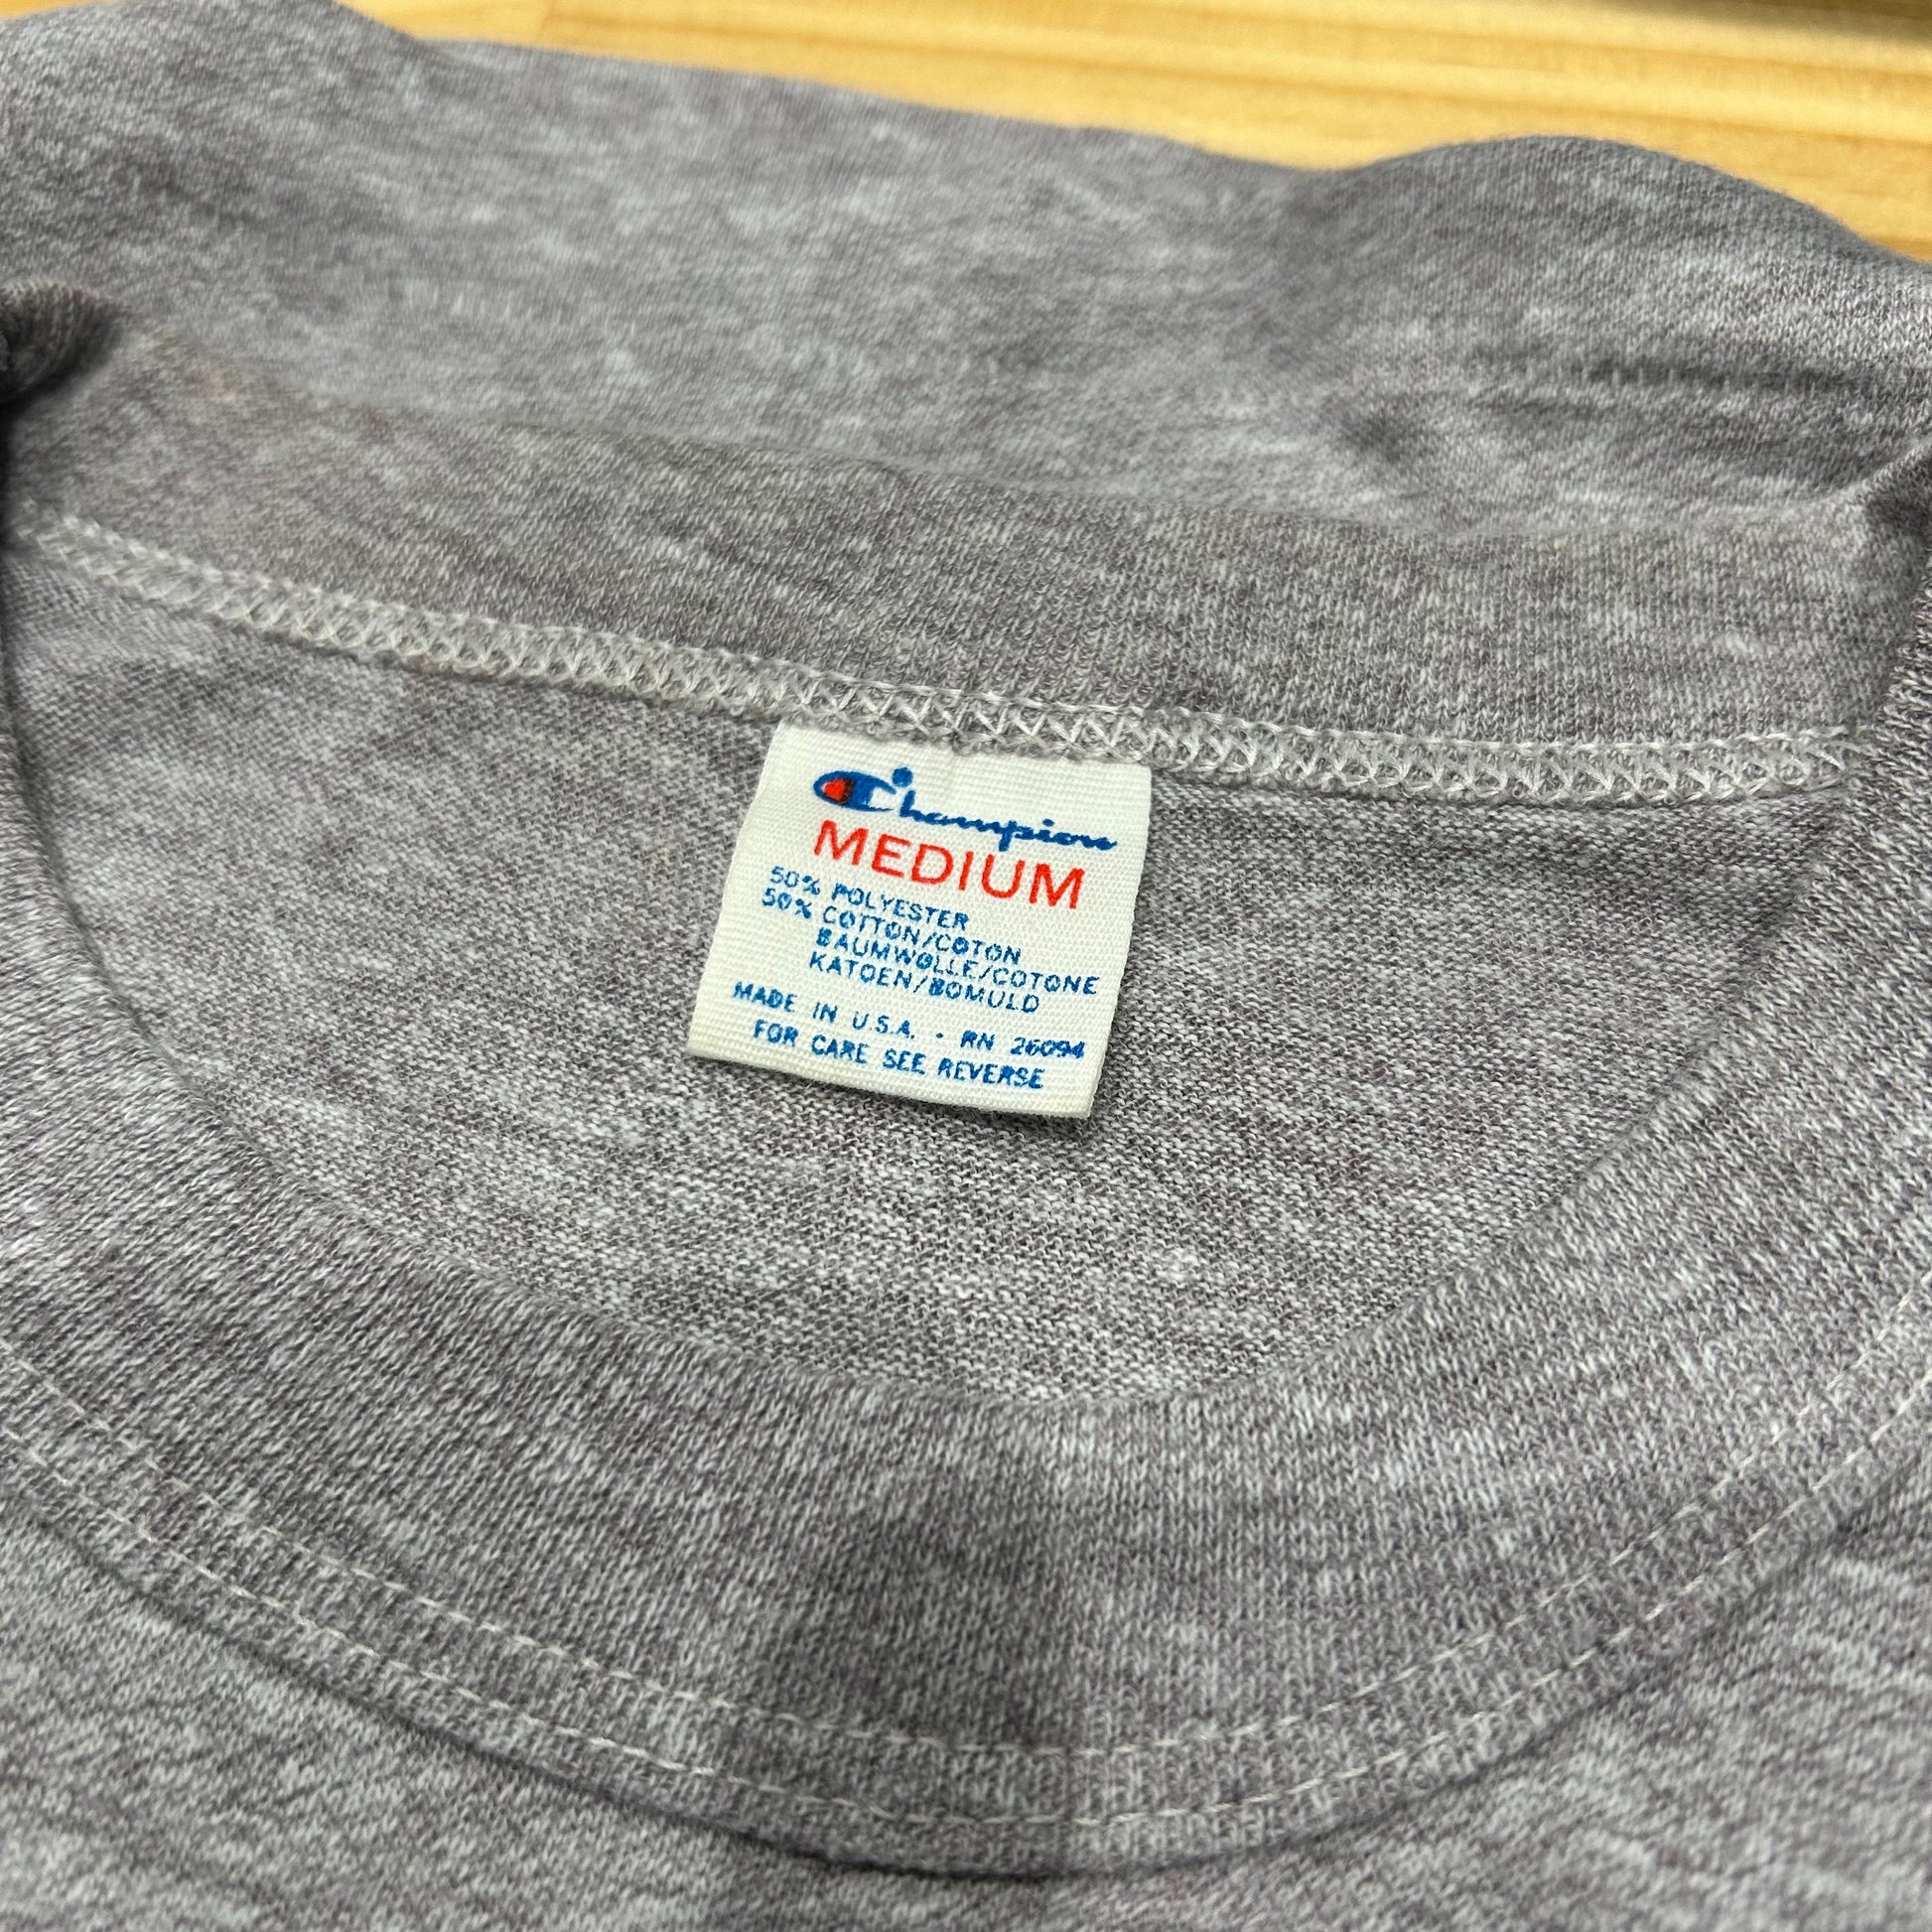 Champion
MEDIUM
50% POLYESTER
50% COTTON/COTON
BAUMWOLLE/COTONE
KATOEN/BOMULD
MADE IN U.S.A. - RN 26094
FOR CARE SEE REVERSE